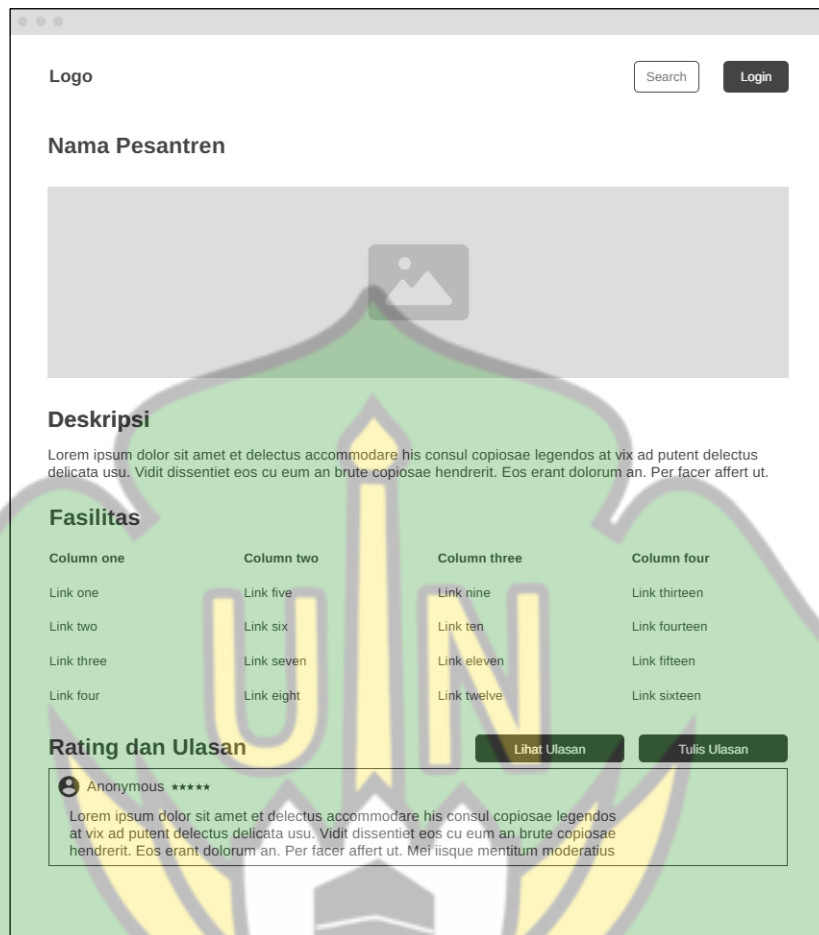 Logo
Search
Login
Nama Pesantren
Deskripsi
Lorem ipsum dolor sit amet et delectus accommodare his consul copiosae legendos at vix ad putent delectus
delicata usu. Vidit dissentiet eos cu eum an brute copiosae hendrerit. Eos erant dolorum an. Per facer affert ut.
Fasilitas
Column one Column two Column three Column four
Link one Link five Link nine Link thirteen
Link two Link six Link ten Link fourteen
Link three Link seven Link eleven Link fifteen
Link four Link eight Link twelve Link sixteen
UIN
Rating dan Ulasan
Lihat Ulasan
Tulis Ulasan
Anonymous ★★★★★
Lorem ipsum dolor sit amet et delectus accommodare his consul copiosae legendos
at vix ad putent delectus delicata usu. Vidit dissentiet eos cu eum an brute copiosae
hendrerit. Eos erant dolorum an. Per facer affert ut. Mei iisque mentitum moderatius